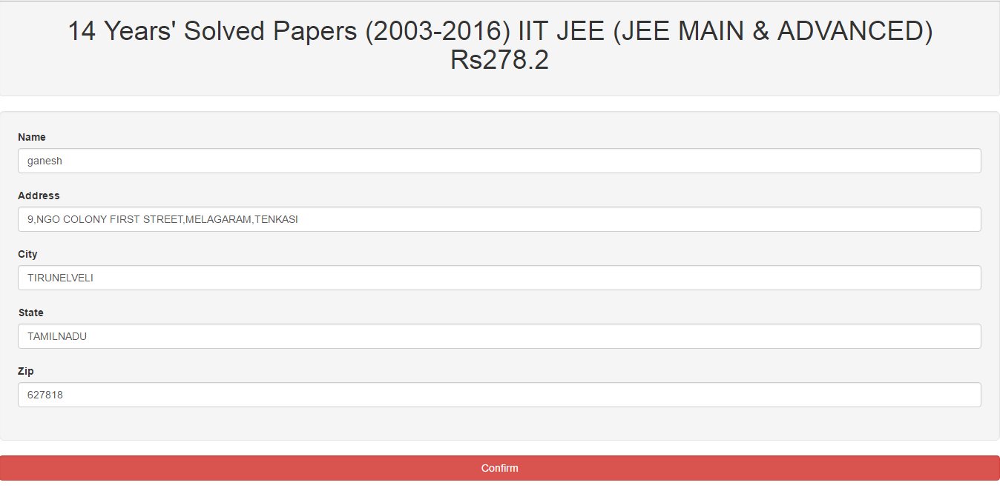 14 Years' Solved Papers (2003-2016) IIT JEE (JEE MAIN & ADVANCED)
Rs278.2
Name
ganesh
Address
9,NGO COLONY FIRST STREET,MELAGARAM,TENKASI
City
TIRUNELVELI
State
TAMILNADU
Zip
627818
Confirm